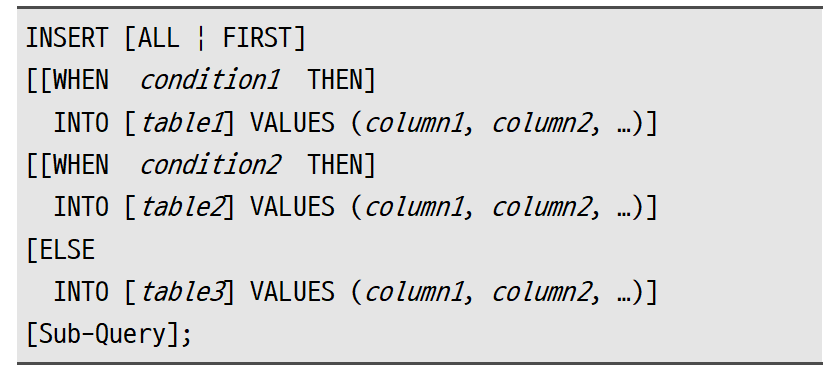 INSERT [ALL ¦ FIRST]
[[WHEN condition1 THEN]
INTO [table1] VALUES (column1, column2, …)]
[[WHEN condition2 THEN]
INTO [table2] VALUES (column1, column2, …)]
[ELSE
INTO [table3] VALUES (column1, column2, …)]
[Sub-Query];